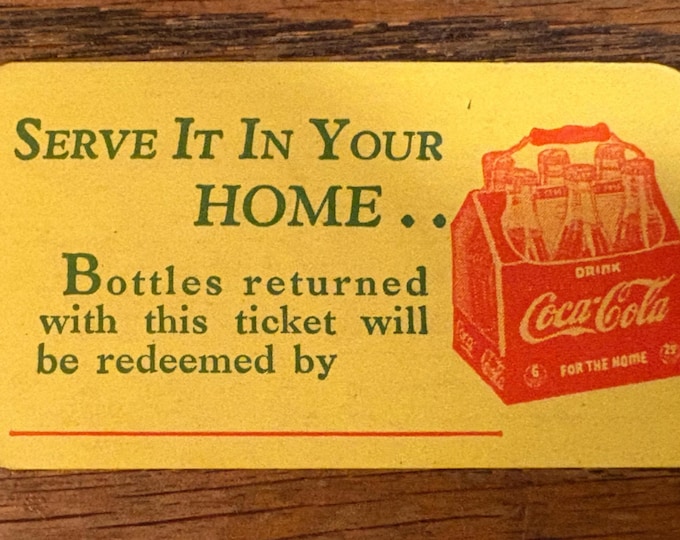 SERVE IT IN YOUR
HOME . .
Bottles returned
with this ticket will
be redeemed by
DRINK
Coca-Cola
6 FOR THE HOME 25